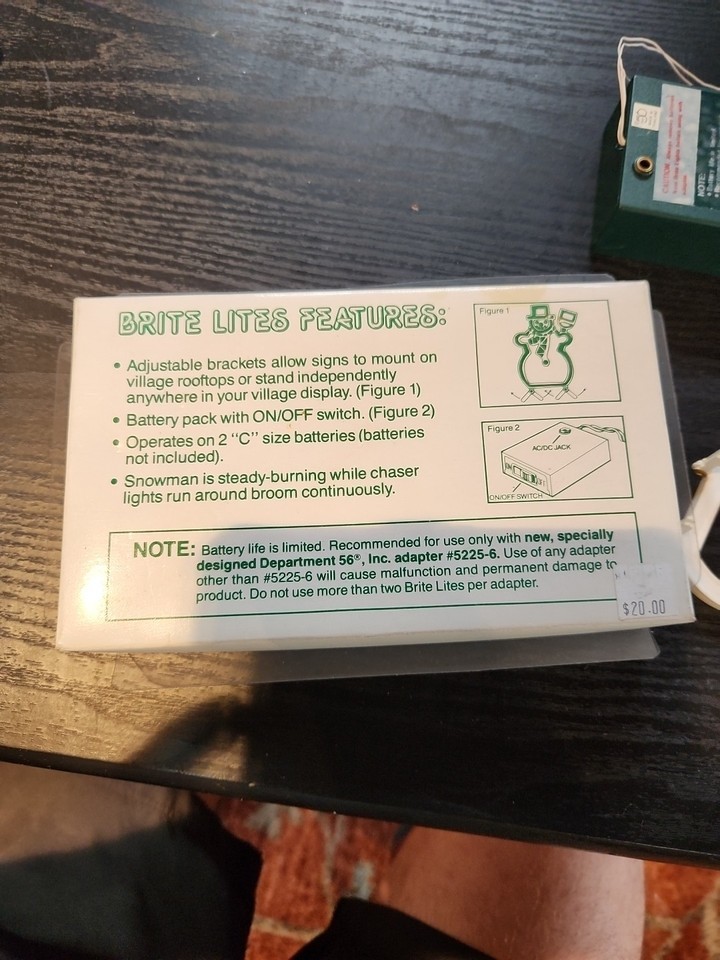 BRITE LITES FEATURES:
• Adjustable brackets allow signs to mount on
village rooftops or stand independently
anywhere in your village display. (Figure 1)
• Battery pack with ON/OFF switch. (Figure 2)
• Operates on 2 "C" size batteries (batteries
not included).
• Snowman is steady-burning while chaser
lights run around broom continuously.
Figure 1
Figure 2
AC/DC JACK
ON/OFF SWITCH
NOTE: Battery life is limited. Recommended for use only with new, specially
designed Department 56®, Inc. adapter #5225-6. Use of any adapter
other than #5225-6 will cause malfunction and permanent damage to
product. Do not use more than two Brite Lites per adapter.
$20.00
CAUTION:
NOTE: